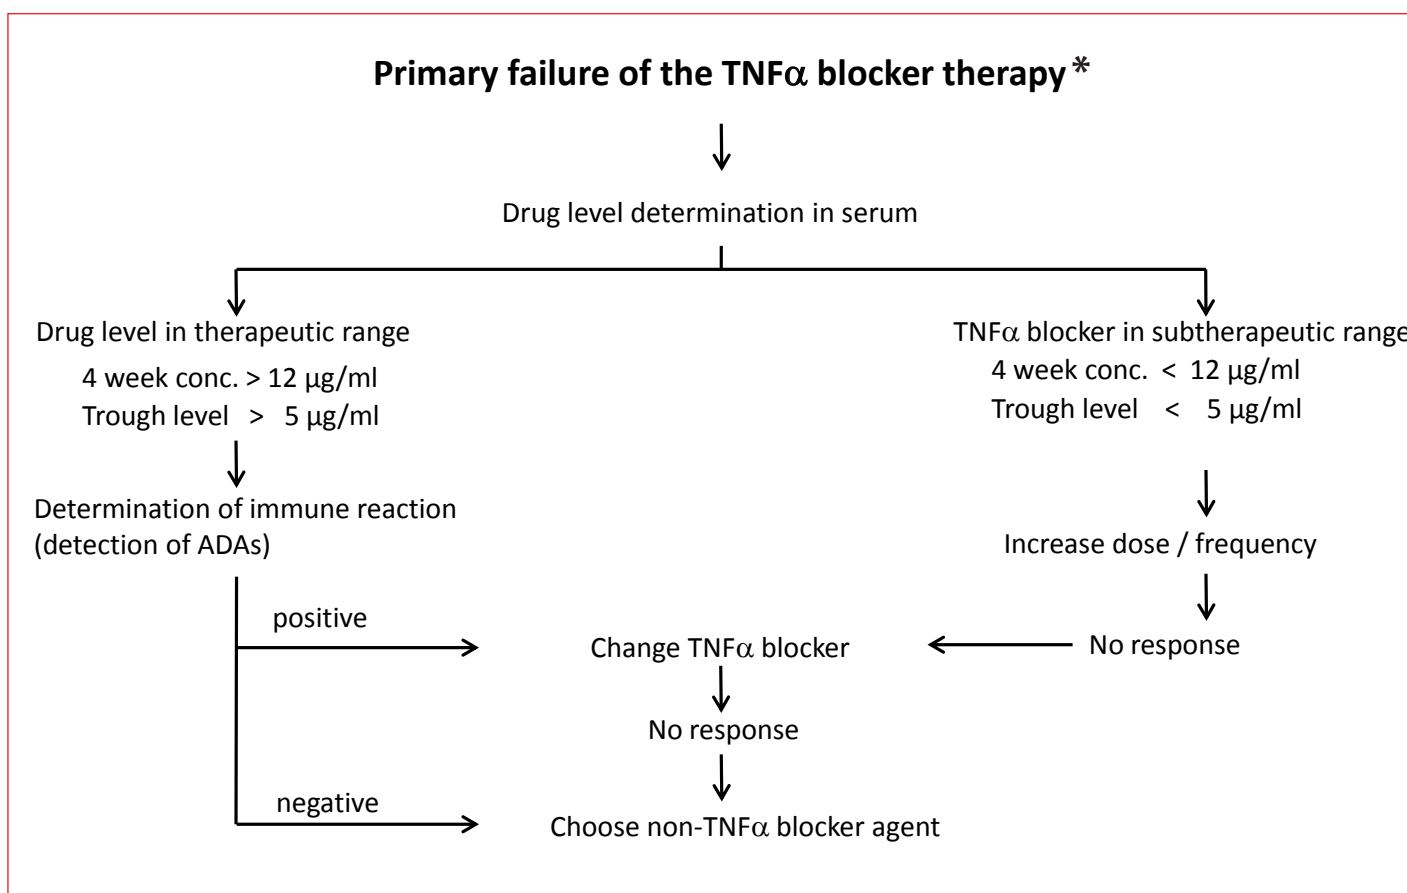 Primary failure of the TNFα blocker therapy*
Drug level determination in serum
Drug level in therapeutic range
4 week conc. > 12 µg/ml
Trough level > 5 µg/ml
TNFα blocker in subtherapeutic range
4 week conc. < 12 µg/ml
Trough level < 5 µg/ml
Determination of immune reaction
(detection of ADAs)
Increase dose / frequency
positive
Change TNFα blocker
No response
No response
negative
Choose non-TNFα blocker agent